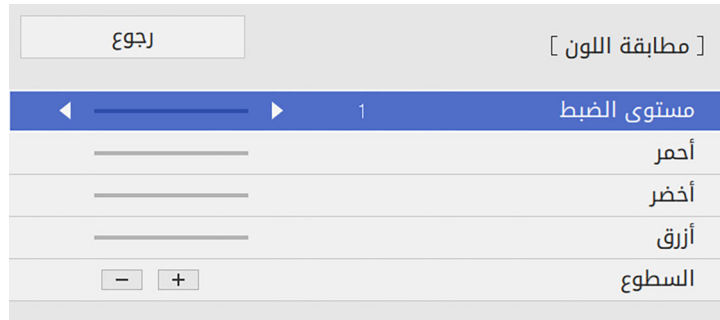 [ مطابقة اللون ]
رجوع
مستوى الضبط 1
أحمر
أخضر
أزرق
السطوع + −